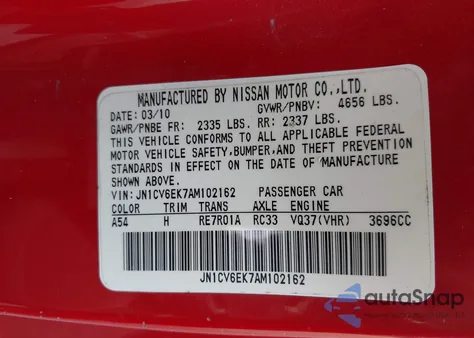 MANUFACTURED BY NISSAN MOTOR CO.,LTD.
DATE: 03/10 GVWR/PNBV: 4656 LBS.
GAWR/PNBE FR: 2335 LBS. RR: 2337 LBS.
THIS VEHICLE CONFORMS TO ALL APPLICABLE FEDERAL
MOTOR VEHICLE SAFETY,BUMPER,AND THEFT PREVENTION
STANDARDS IN EFFECT ON THE DATE OF MANUFACTURE
SHOWN ABOVE.
VIN: JN1CV6EK7AM102162 PASSENGER CAR
COLOR TRIM TRANS AXLE ENGINE
A54 H RE7R01A RC33 VQ37(VHR) 3696CC
JN1CV6EK7AM102162
autoSnap